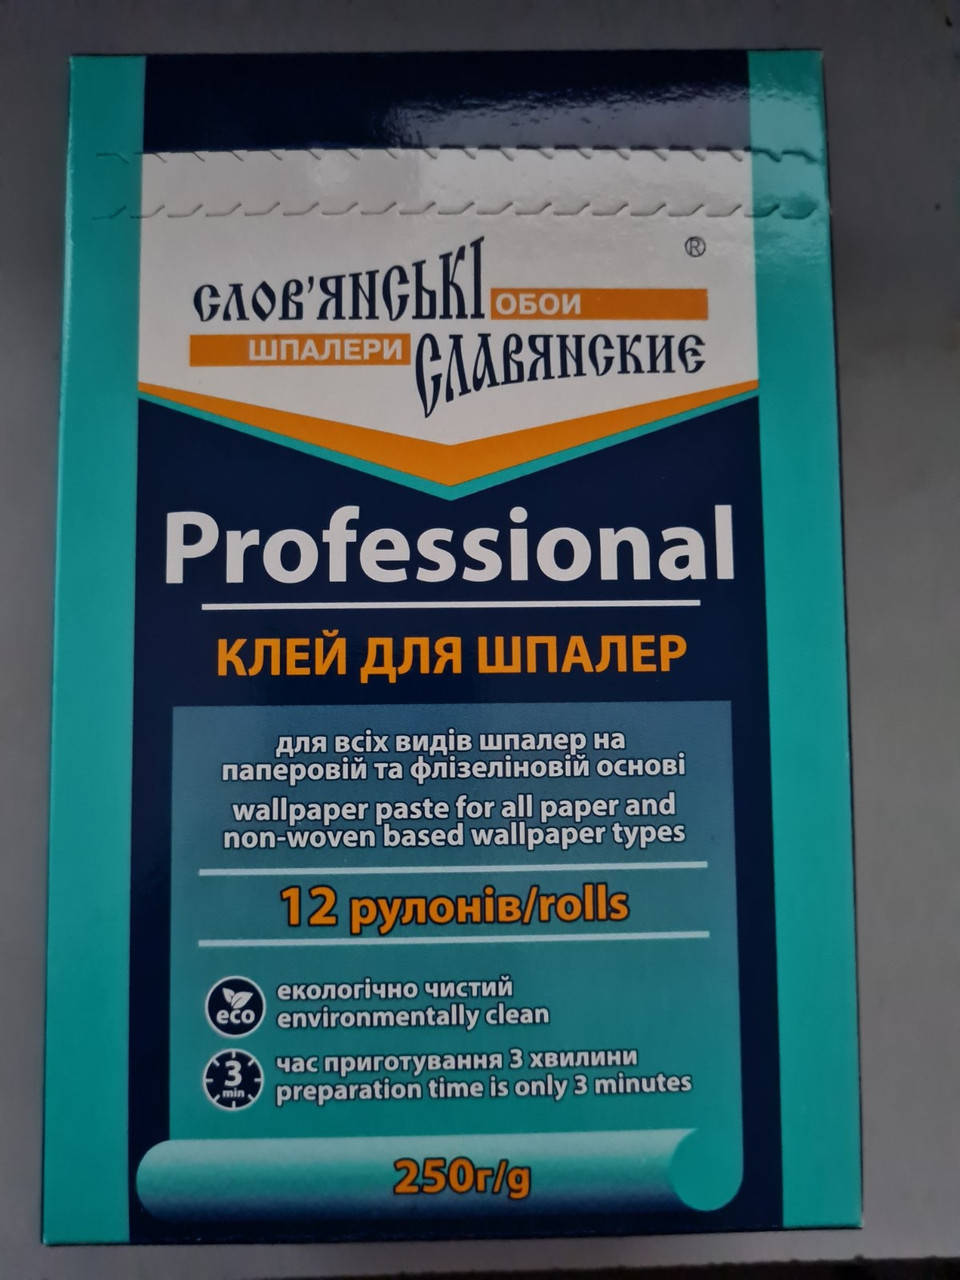 ®
СЛОВ'ЯНСЬКІ ОБОИ
ШПАЛЕРИ СЛАВЯНСКИЕ
Professional
КЛЕЙ ДЛЯ ШПАЛЕР
для всіх видів шпалер на
паперовій та флізеліновій основі
wallpaper paste for all paper and
non-woven based wallpaper types
12 рулонів/rolls
eco
екологічно чистий
environmentally clean
3
min
час приготування 3 хвилини
preparation time is only 3 minutes
250г/g